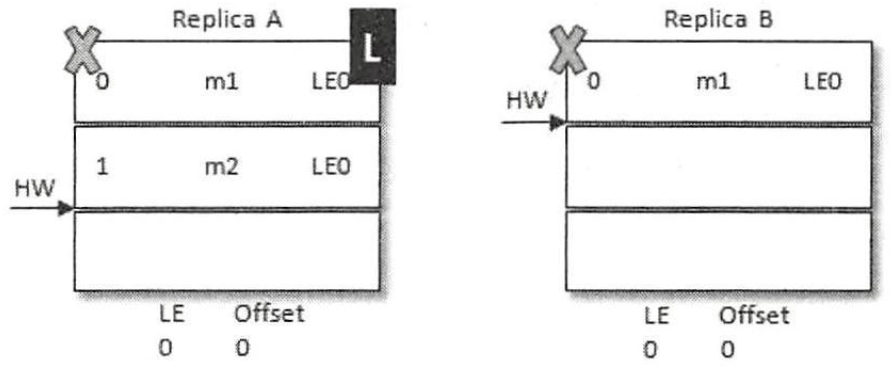 Replica A
L
0 m1 LE0
1 m2 LE0
HW
LE Offset
0 0
Replica B
0 m1 LE0
HW
LE Offset
0 0